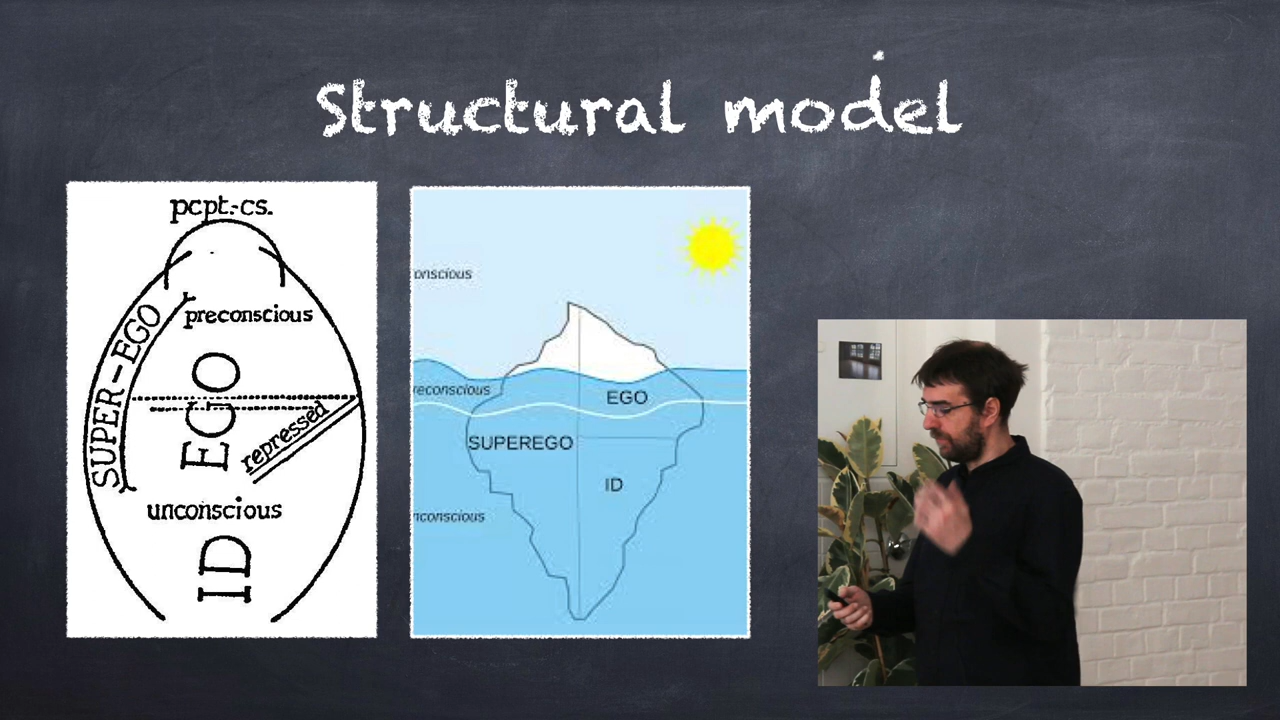 Structural model
pcpt.-cs.
preconscious
SUPER-EGO
EGO
repressed
unconscious
ID
onscious
reconscious
EGO
SUPEREGO
ID
nconscious